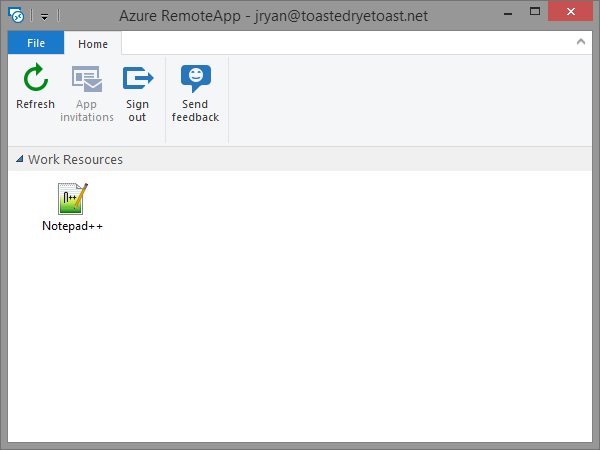 Azure RemoteApp - jryan@toastedryetoast.net
File Home
Refresh
App invitations
Sign out
Send feedback
Work Resources
Notepad++